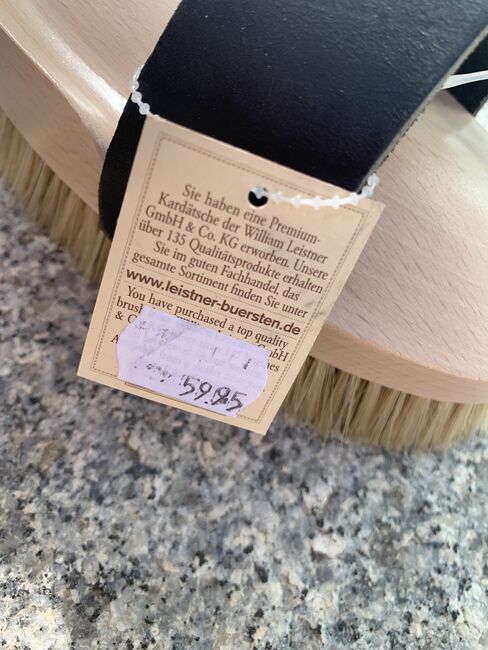 Sie haben eine Premium-
Kardätsche der William Leistner
GmbH & Co. KG erworben. Unsere
über 135 Qualitätsprodukte erhalten
Sie im guten Fachhandel, das
gesamte Sortiment finden Sie unter
www.leistner-buersten.de
You have purchased a top quality
brush GmbH
& C
A
59.95